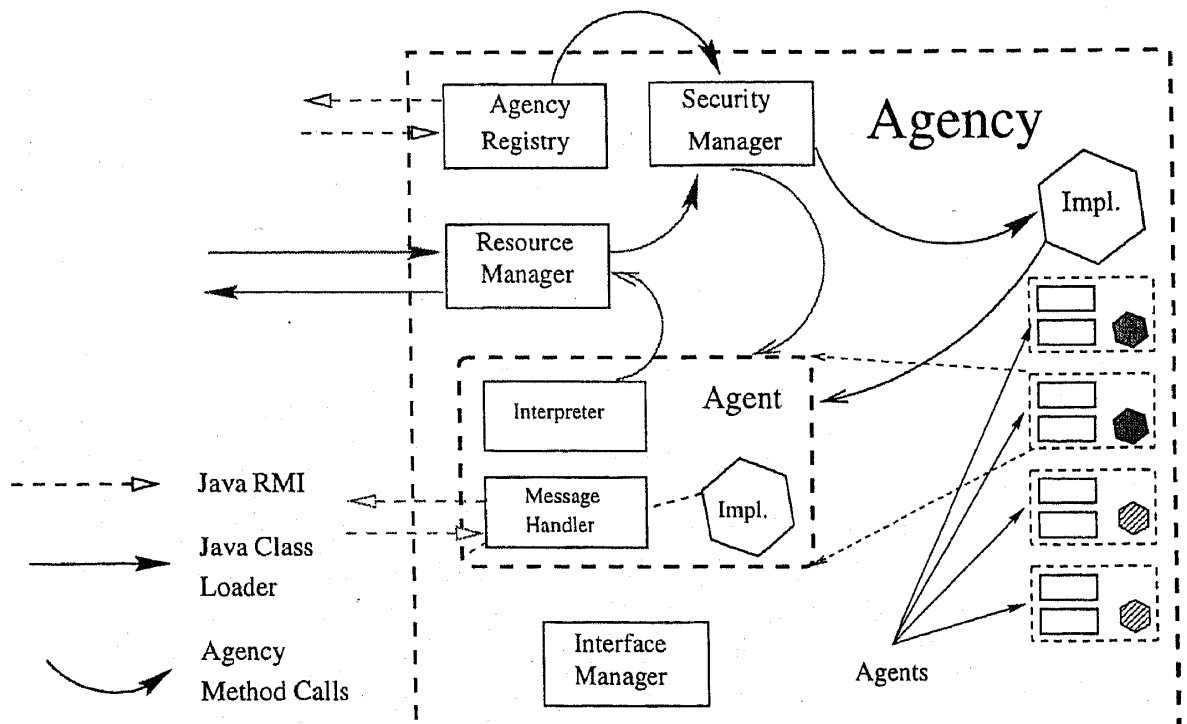 Agency
Registry
Security
Manager
Agency
Impl.
Resource
Manager
Interpreter
Agent
Message
Handler
Impl.
Java RMI
Java Class
Loader
Agency
Method Calls
Interface
Manager
Agents